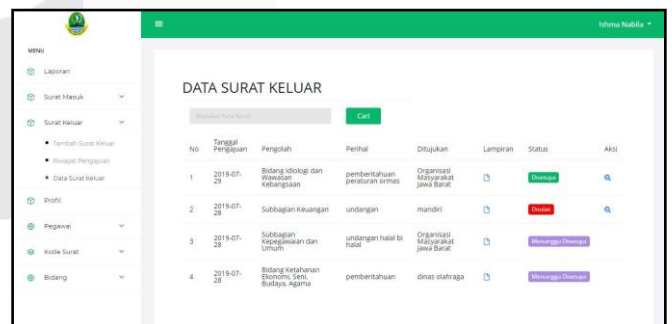 Ishma Nabila
MENU
Laporan
Surat Masuk
Surat Keluar
Tambah Surat Keluar
Riwayat Pengajuan
Data Surat Keluar
Profil
Pegawai
Kode Surat
Bidang
DATA SURAT KELUAR
Cari
No Tanggal Pengajuan Pengolah Perihal Ditujukan Lampiran Status Aksi
1 2019-07-29 Bidang Idiologi dan Wawasan Kebangsaan pemberitahuan peraturan ormas Organisasi Masyarakat Jawa Barat Disetujui
2 2019-07-28 Subbagian Keuangan undangan mandiri Ditolak
3 2019-07-28 Subbagian Kepegawaian dan Umum undangan halal bi halal Organisasi Masyarakat Jawa Barat Menunggu Disetujui
4 2019-07-28 Bidang Ketahanan Ekonomi, Seni, Budaya, Agama pemberitahuan dinas olahraga Menunggu Disetujui